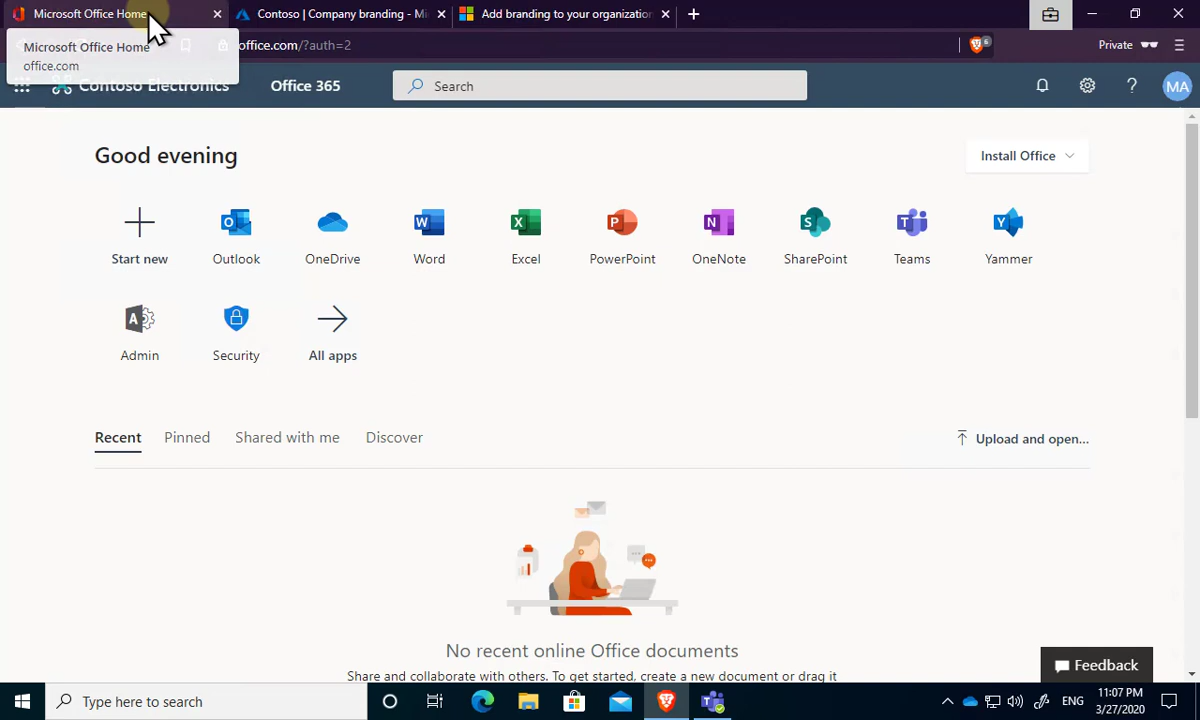 Microsoft Office Home
Contoso | Company branding - Mi
Add branding to your organization
office.com/?auth=2
6
Private
Microsoft Office Home
office.com
Contoso Electronics
Office 365
Search
?
MA
Good evening
Install Office
Start new
Outlook
OneDrive
Word
Excel
PowerPoint
OneNote
SharePoint
Teams
Yammer
Admin
Security
All apps
Recent
Pinned
Shared with me
Discover
Upload and open...
No recent online Office documents
Share and collaborate with others. To get started, create a new document or drag it
Feedback
Type here to search
ENG
11:07 PM
3/27/2020